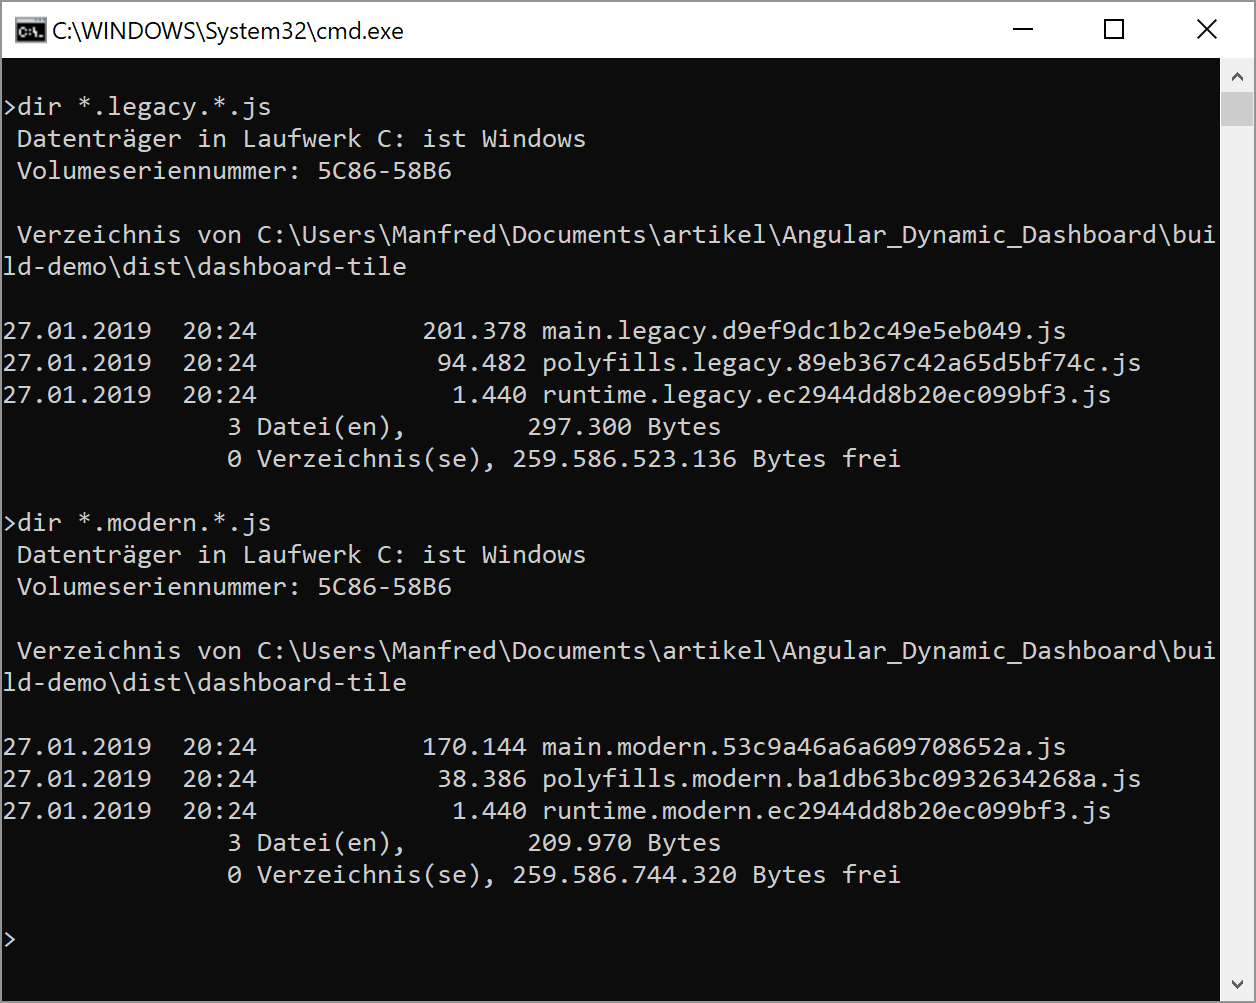 C:\WINDOWS\System32\cmd.exe
>dir *.legacy.*.js
Datenträger in Laufwerk C: ist Windows
Volumeseriennummer: 5C86-58B6
Verzeichnis von C:\Users\Manfred\Documents\artikel\Angular_Dynamic_Dashboard\bui
ld-demo\dist\dashboard-tile
27.01.2019  20:24           201.378 main.legacy.d9ef9dc1b2c49e5eb049.js
27.01.2019  20:24            94.482 polyfills.legacy.89eb367c42a65d5bf74c.js
27.01.2019  20:24             1.440 runtime.legacy.ec2944dd8b20ec099bf3.js
3 Datei(en),        297.300 Bytes
0 Verzeichnis(se), 259.586.523.136 Bytes frei
>dir *.modern.*.js
Datenträger in Laufwerk C: ist Windows
Volumeseriennummer: 5C86-58B6
Verzeichnis von C:\Users\Manfred\Documents\artikel\Angular_Dynamic_Dashboard\bui
ld-demo\dist\dashboard-tile
27.01.2019  20:24           170.144 main.modern.53c9a46a6a609708652a.js
27.01.2019  20:24            38.386 polyfills.modern.ba1db63bc0932634268a.js
27.01.2019  20:24             1.440 runtime.modern.ec2944dd8b20ec099bf3.js
3 Datei(en),        209.970 Bytes
0 Verzeichnis(se), 259.586.744.320 Bytes frei
>